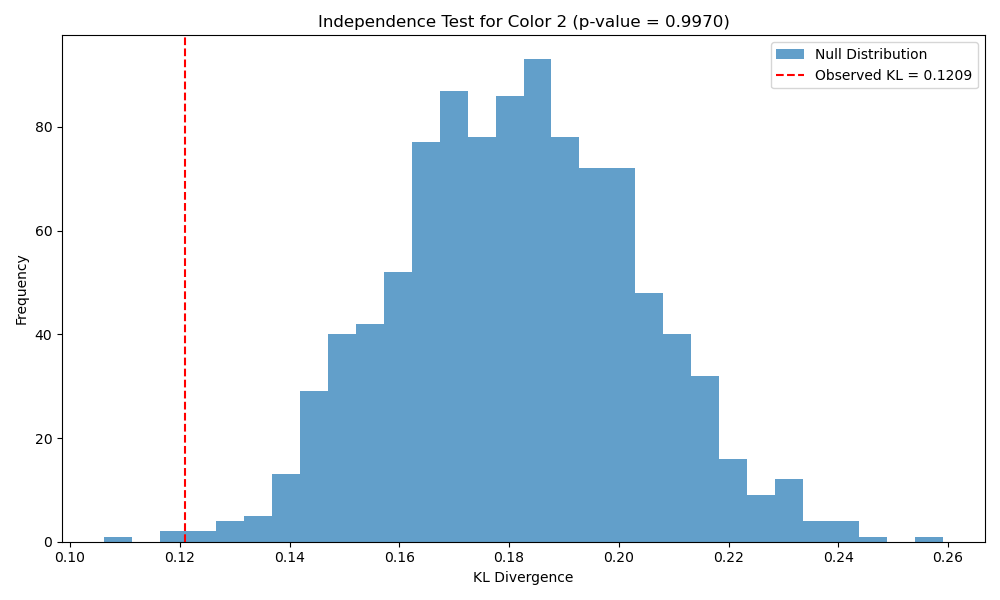 Independence Test for Color 2 (p-value = 0.9970)
Null Distribution
Observed KL = 0.1209
Frequency
80
60
40
20
0
0.10 0.12 0.14 0.16 0.18 0.20 0.22 0.24 0.26
KL Divergence